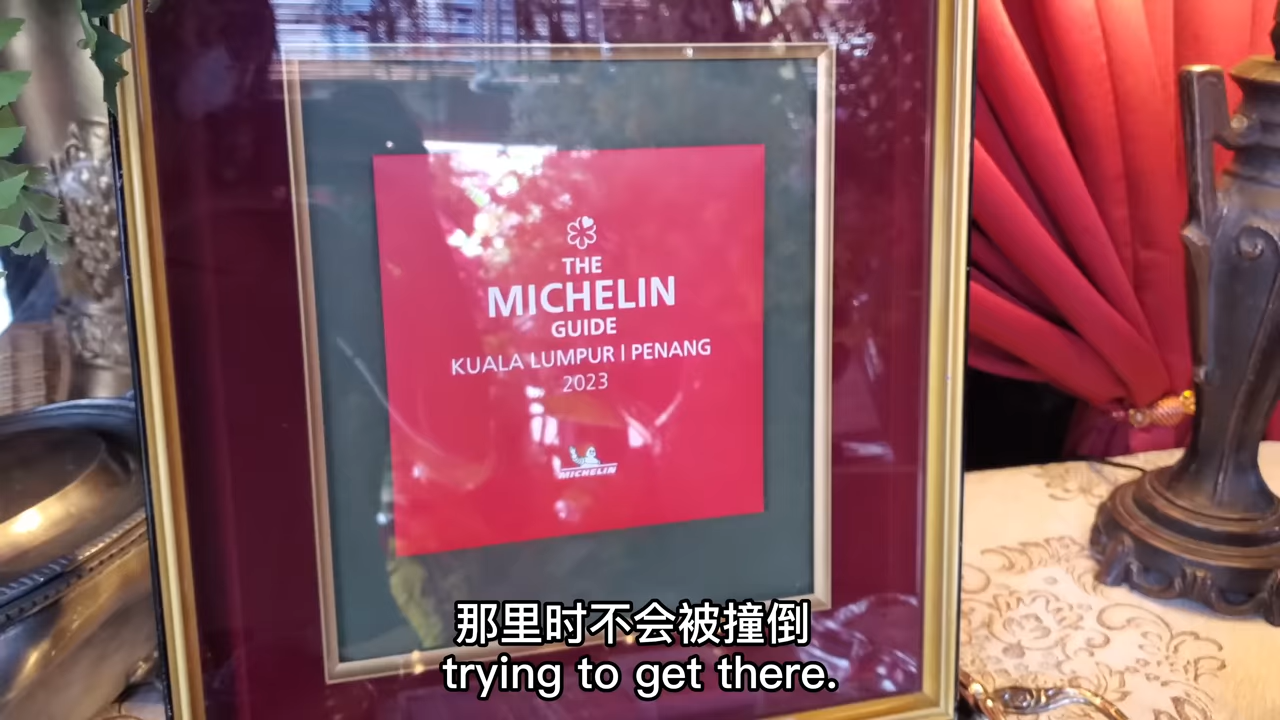 THE
MICHELIN
GUIDE
KUALA LUMPUR | PENANG
2023
MICHELIN
那里时不会被撞倒
trying to get there.